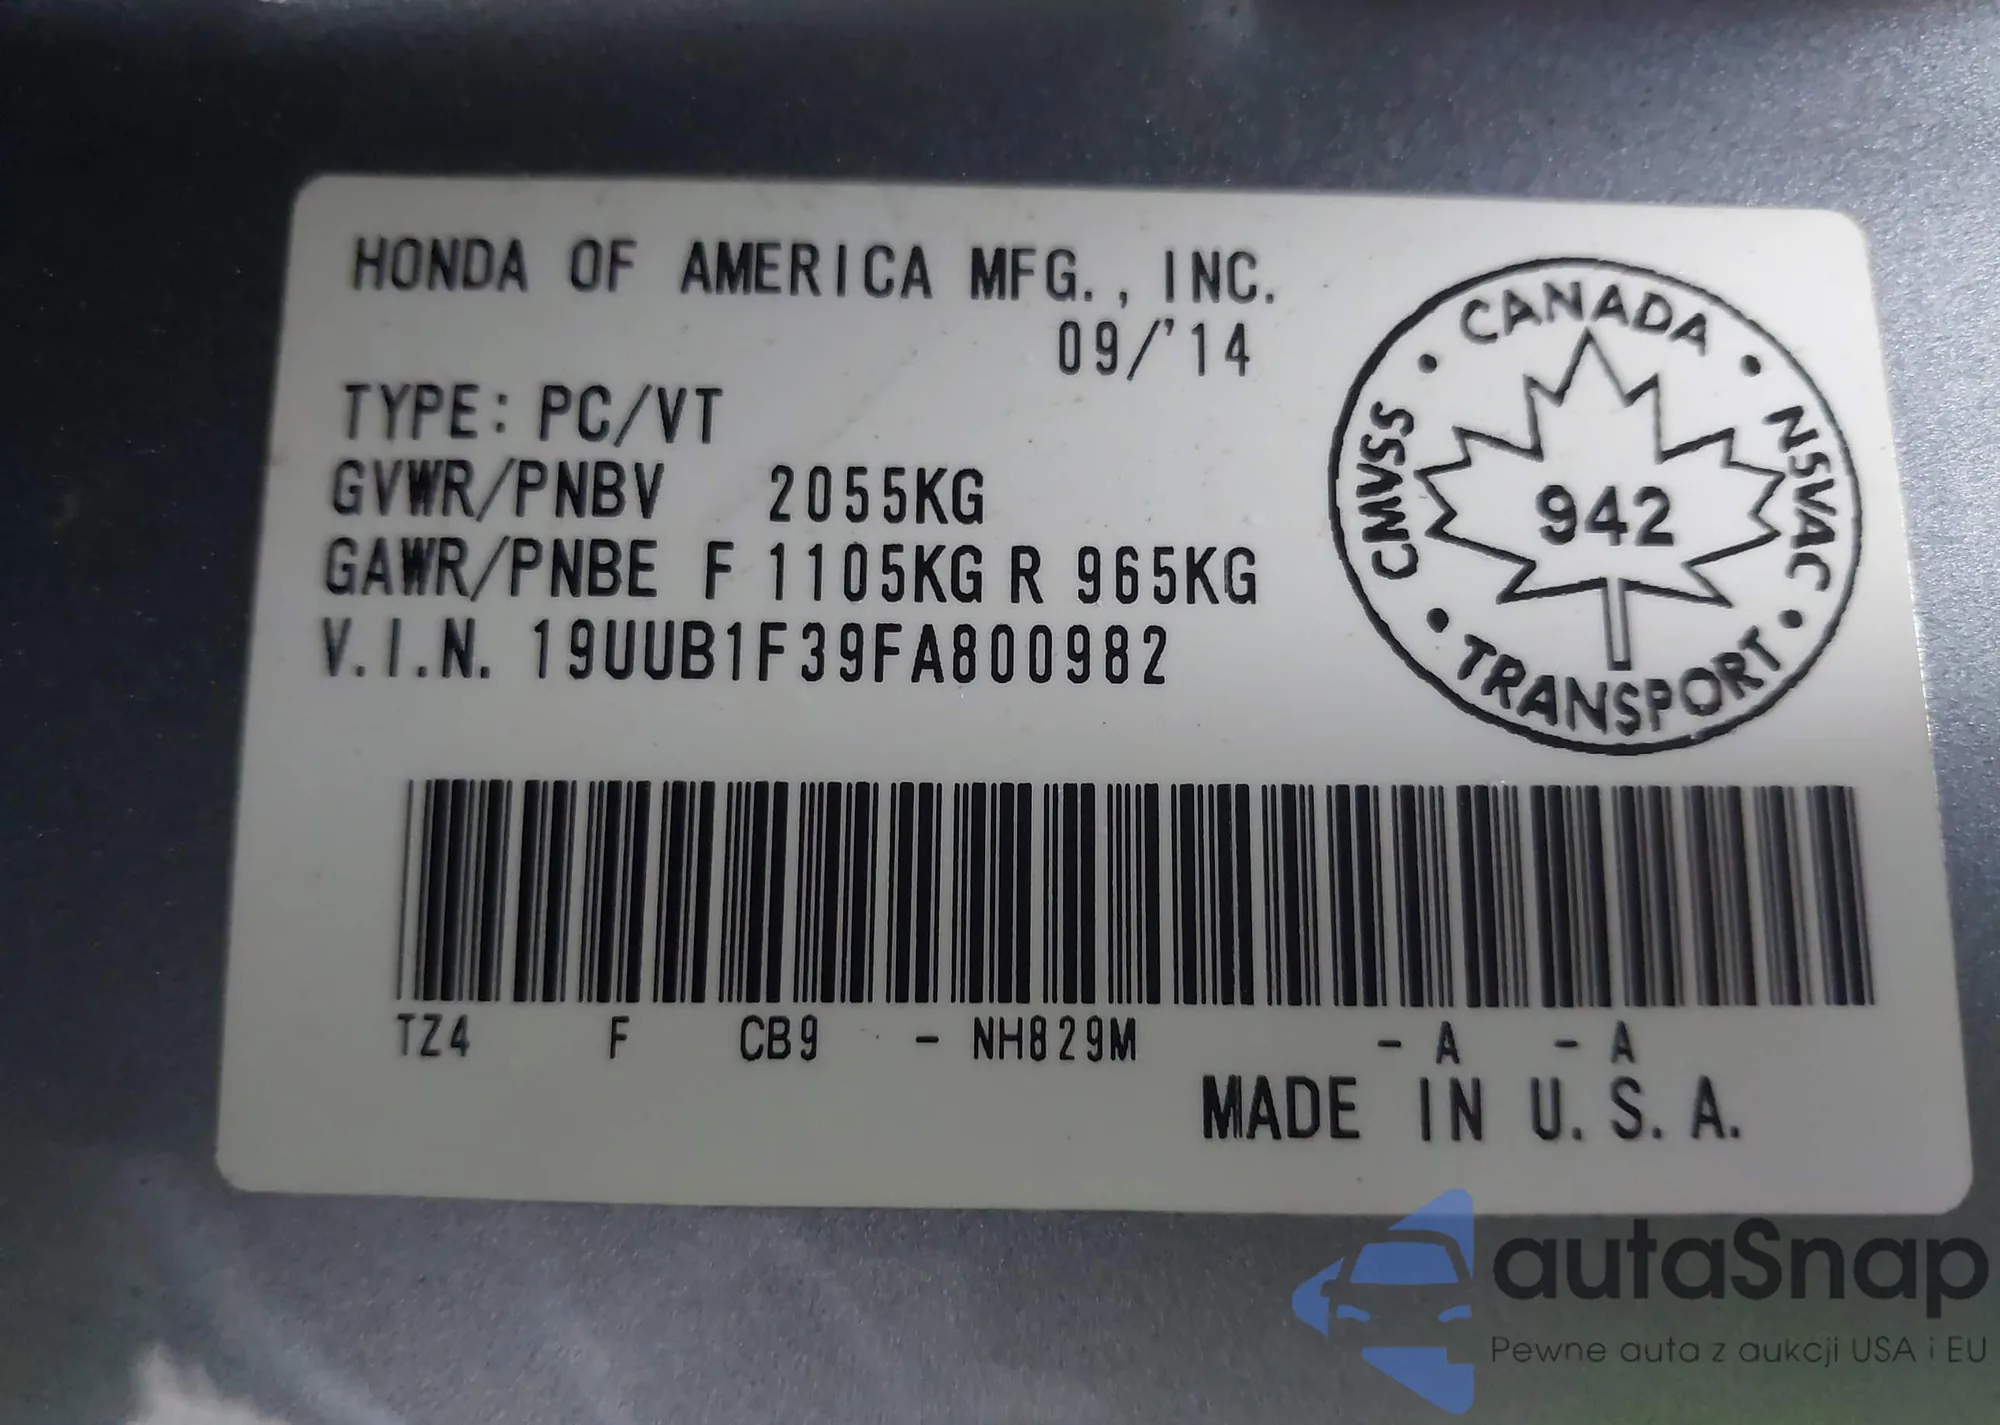 HONDA OF AMERICA MFG., INC.
09/'14
TYPE: PC/VT
GVWR/PNBV 2055KG
GAWR/PNBE F 1105KG R 965KG
V.I.N. 19UUB1F39FA800982
CANADA
CMVSS
NSVAC
942
TRANSPORT
TZ4 F CB9 - NH829M - A - A
MADE IN U.S.A.
autaSnap
Pewne auta z aukcji USA i EU